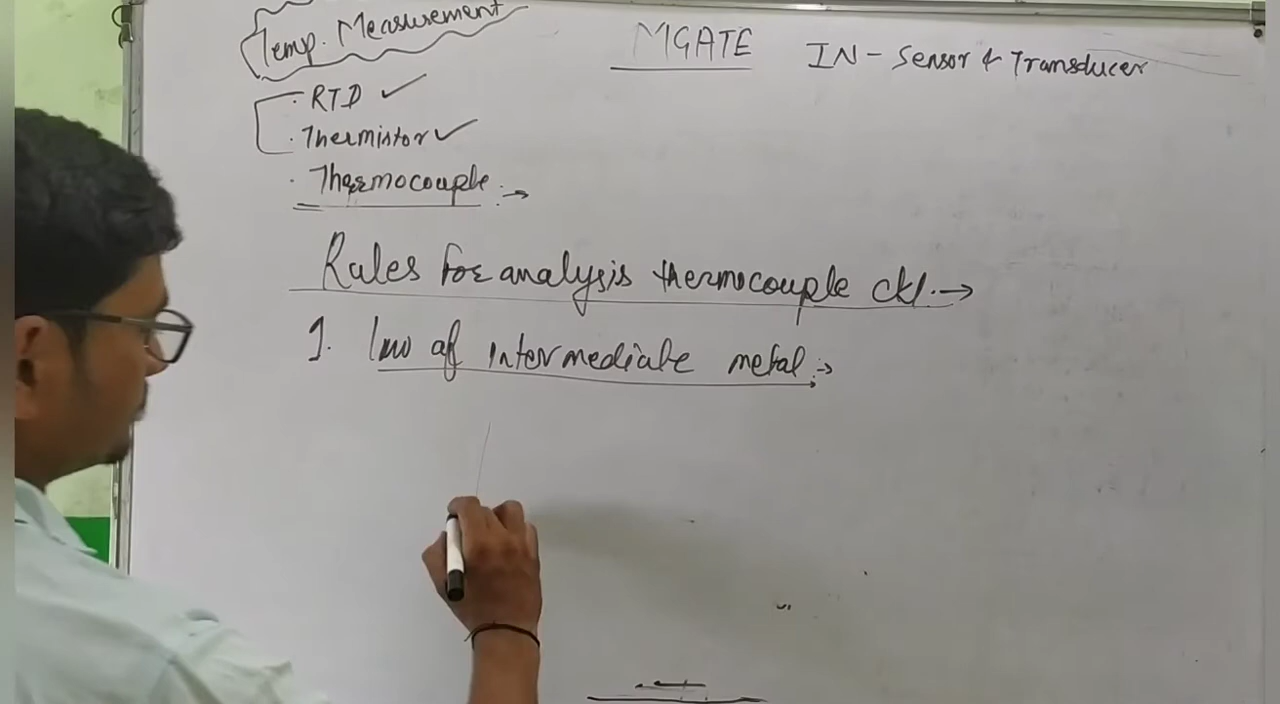 Temp. Measurement
MGATE
IN - Sensor & Transducer
· RTD ✓
· Thermistor ✓
· Thermocouple :→
Rules for analysis thermocouple ckt. →
1. law of intermediate metal :→